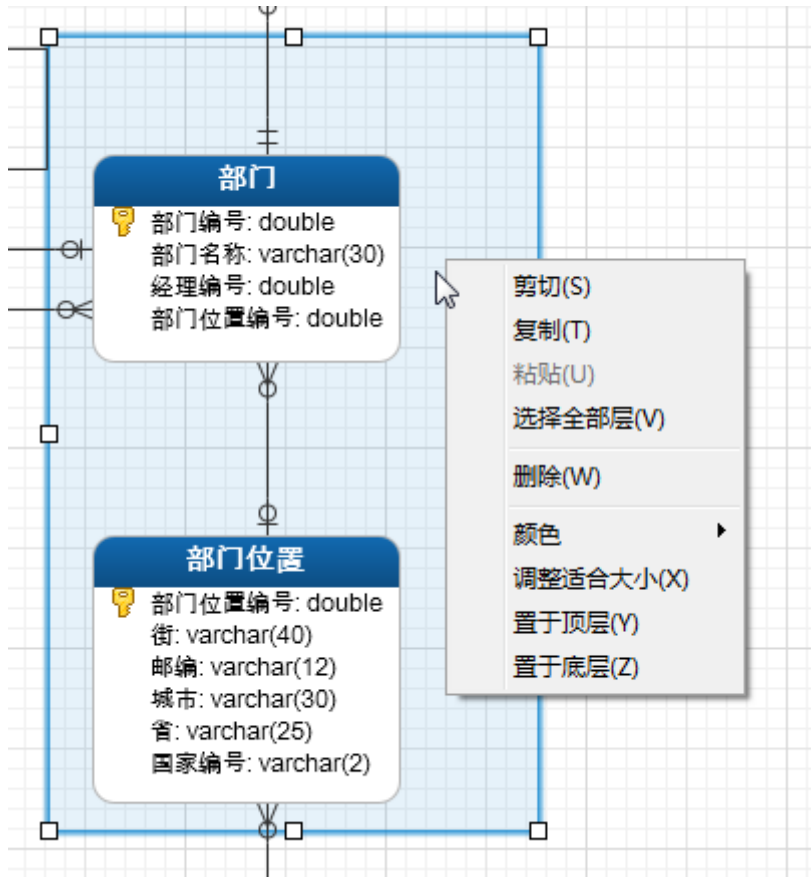 部门
部门编号: double
部门名称: varchar(30)
经理编号: double
部门位置编号: double
剪切(S)
复制(T)
粘贴(U)
选择全部层(V)
删除(W)
颜色
调整适合大小(X)
置于顶层(Y)
置于底层(Z)
部门位置
部门位置编号: double
街: varchar(40)
邮编: varchar(12)
城市: varchar(30)
省: varchar(25)
国家编号: varchar(2)